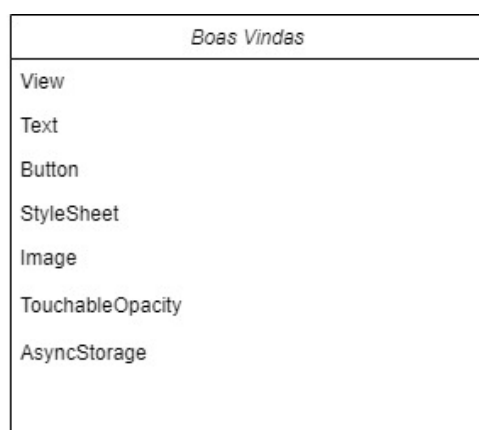 Boas Vindas
View
Text
Button
StyleSheet
Image
TouchableOpacity
AsyncStorage